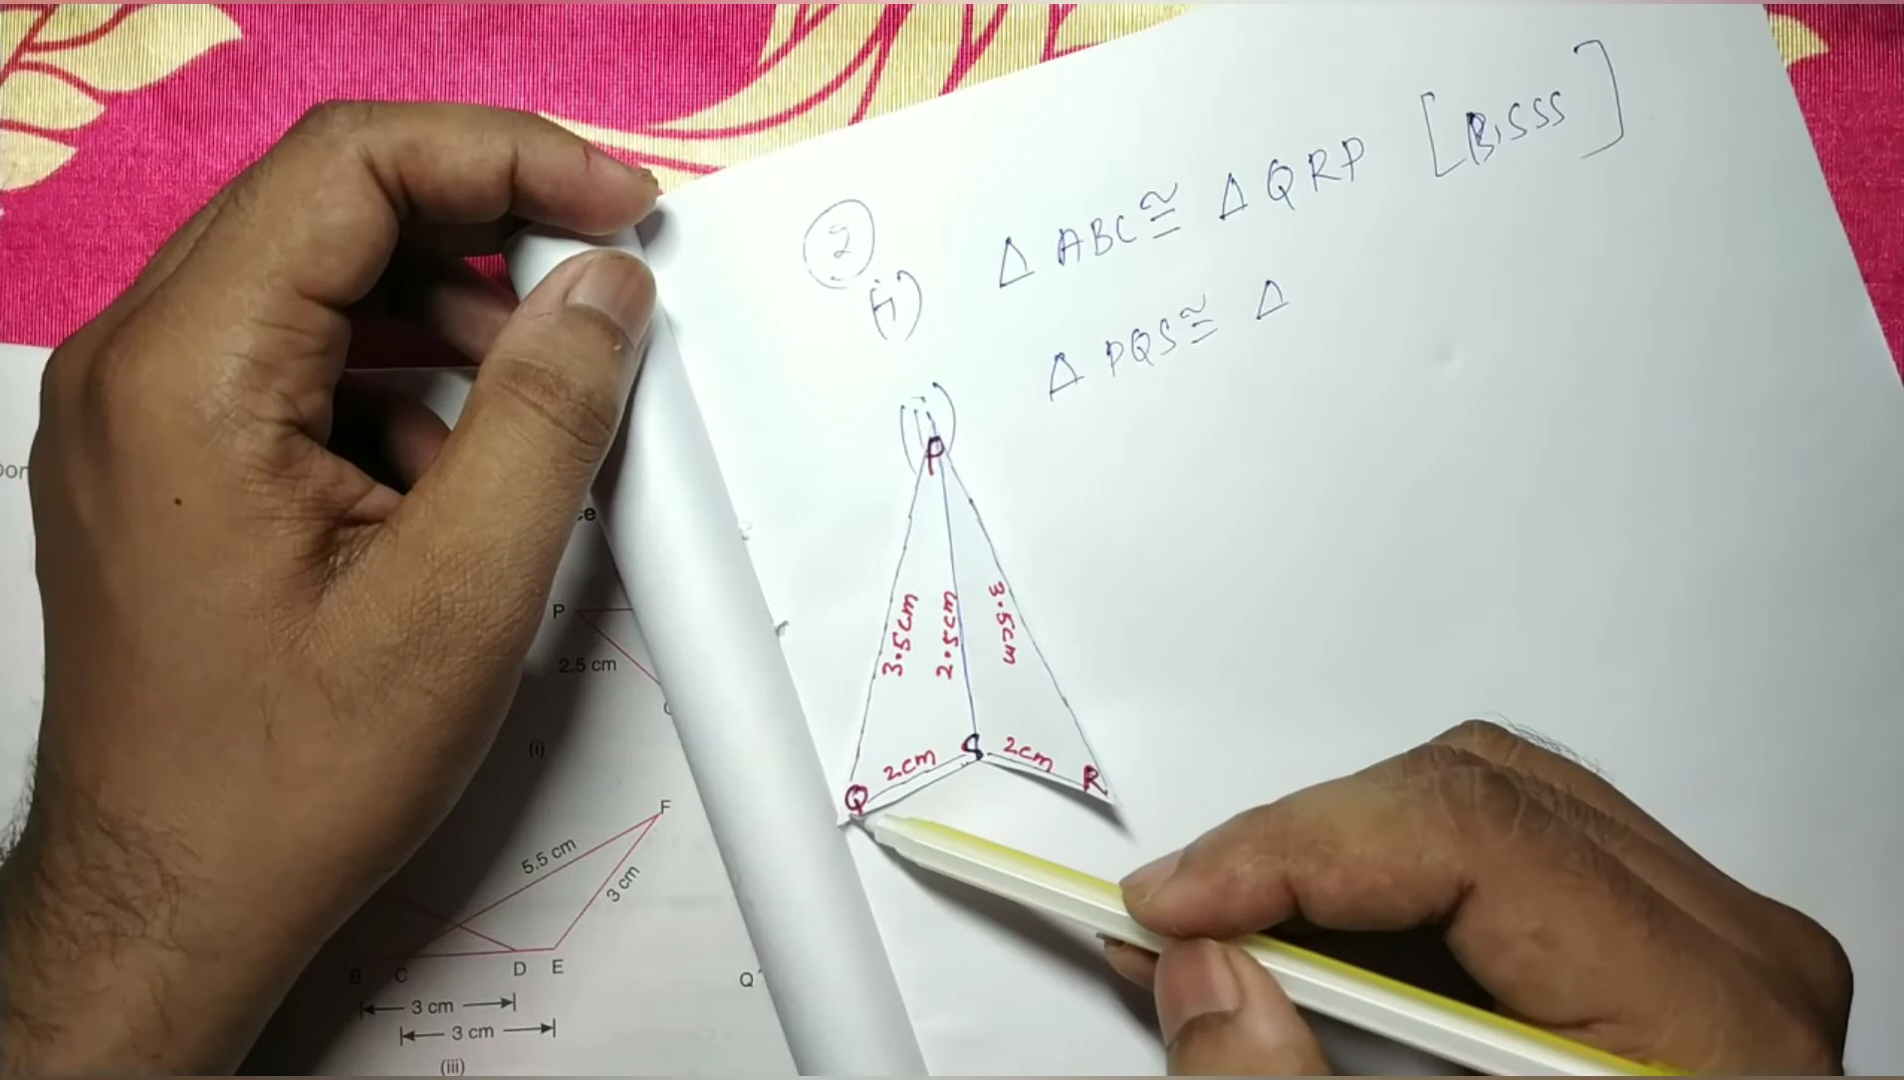 2
i) △ ABC ≅ △ QRP [By SSS]
△ PQS ≅ △
P
3.5cm
2.5cm
3.5cm
2cm
S
2cm
Q
R
P
2.5 cm
(i)
F
5.5 cm
3 cm
B C D E
3 cm
3 cm
(iii)
Q